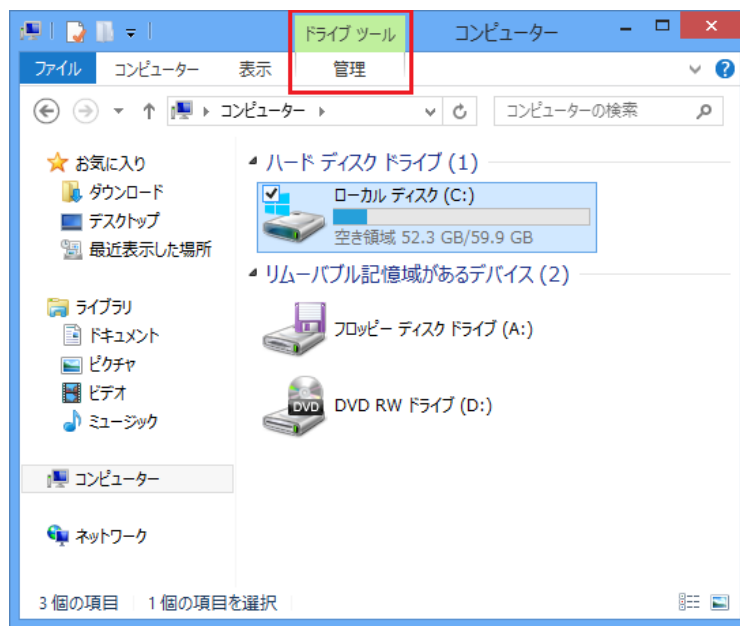 ドライブ ツール
コンピューター
ファイル
コンピューター
表示
管理
コンピューター
コンピューターの検索
お気に入り
ダウンロード
デスクトップ
最近表示した場所
ライブラリ
ドキュメント
ピクチャ
ビデオ
ミュージック
コンピューター
ネットワーク
ハード ディスク ドライブ (1)
ローカル ディスク (C:)
空き領域 52.3 GB/59.9 GB
リムーバブル記憶域があるデバイス (2)
フロッピー ディスク ドライブ (A:)
DVD
DVD RW ドライブ (D:)
3 個の項目
1 個の項目を選択